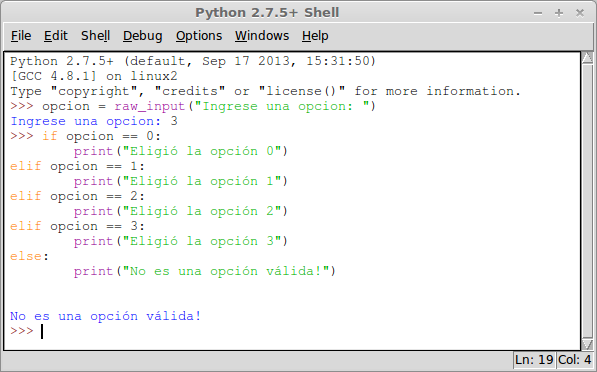 Python 2.7.5+ Shell
File Edit Shell Debug Options Windows Help
Python 2.7.5+ (default, Sep 17 2013, 15:31:50)
[GCC 4.8.1] on linux2
Type "copyright", "credits" or "license()" for more information.
>>> opcion = raw_input("Ingrese una opcion: ")
Ingrese una opcion: 3
>>> if opcion == 0:
        print("Eligió la opción 0")
elif opcion == 1:
        print("Eligió la opción 1")
elif opcion == 2:
        print("Eligió la opción 2")
elif opcion == 3:
        print("Eligió la opción 3")
else:
        print("No es una opción válida!")
No es una opción válida!
>>>
Ln: 19 Col: 4